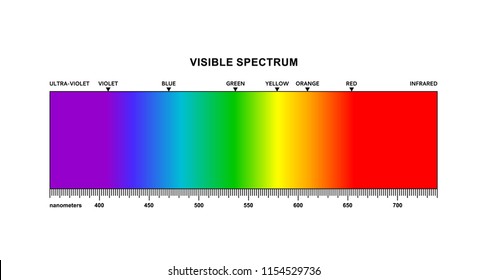 VISIBLE SPECTRUM
ULTRA-VIOLET VIOLET BLUE GREEN YELLOW ORANGE RED INFRARED
nanometers 400 450 500 550 600 650 700
shutterstock.com · 1154529736